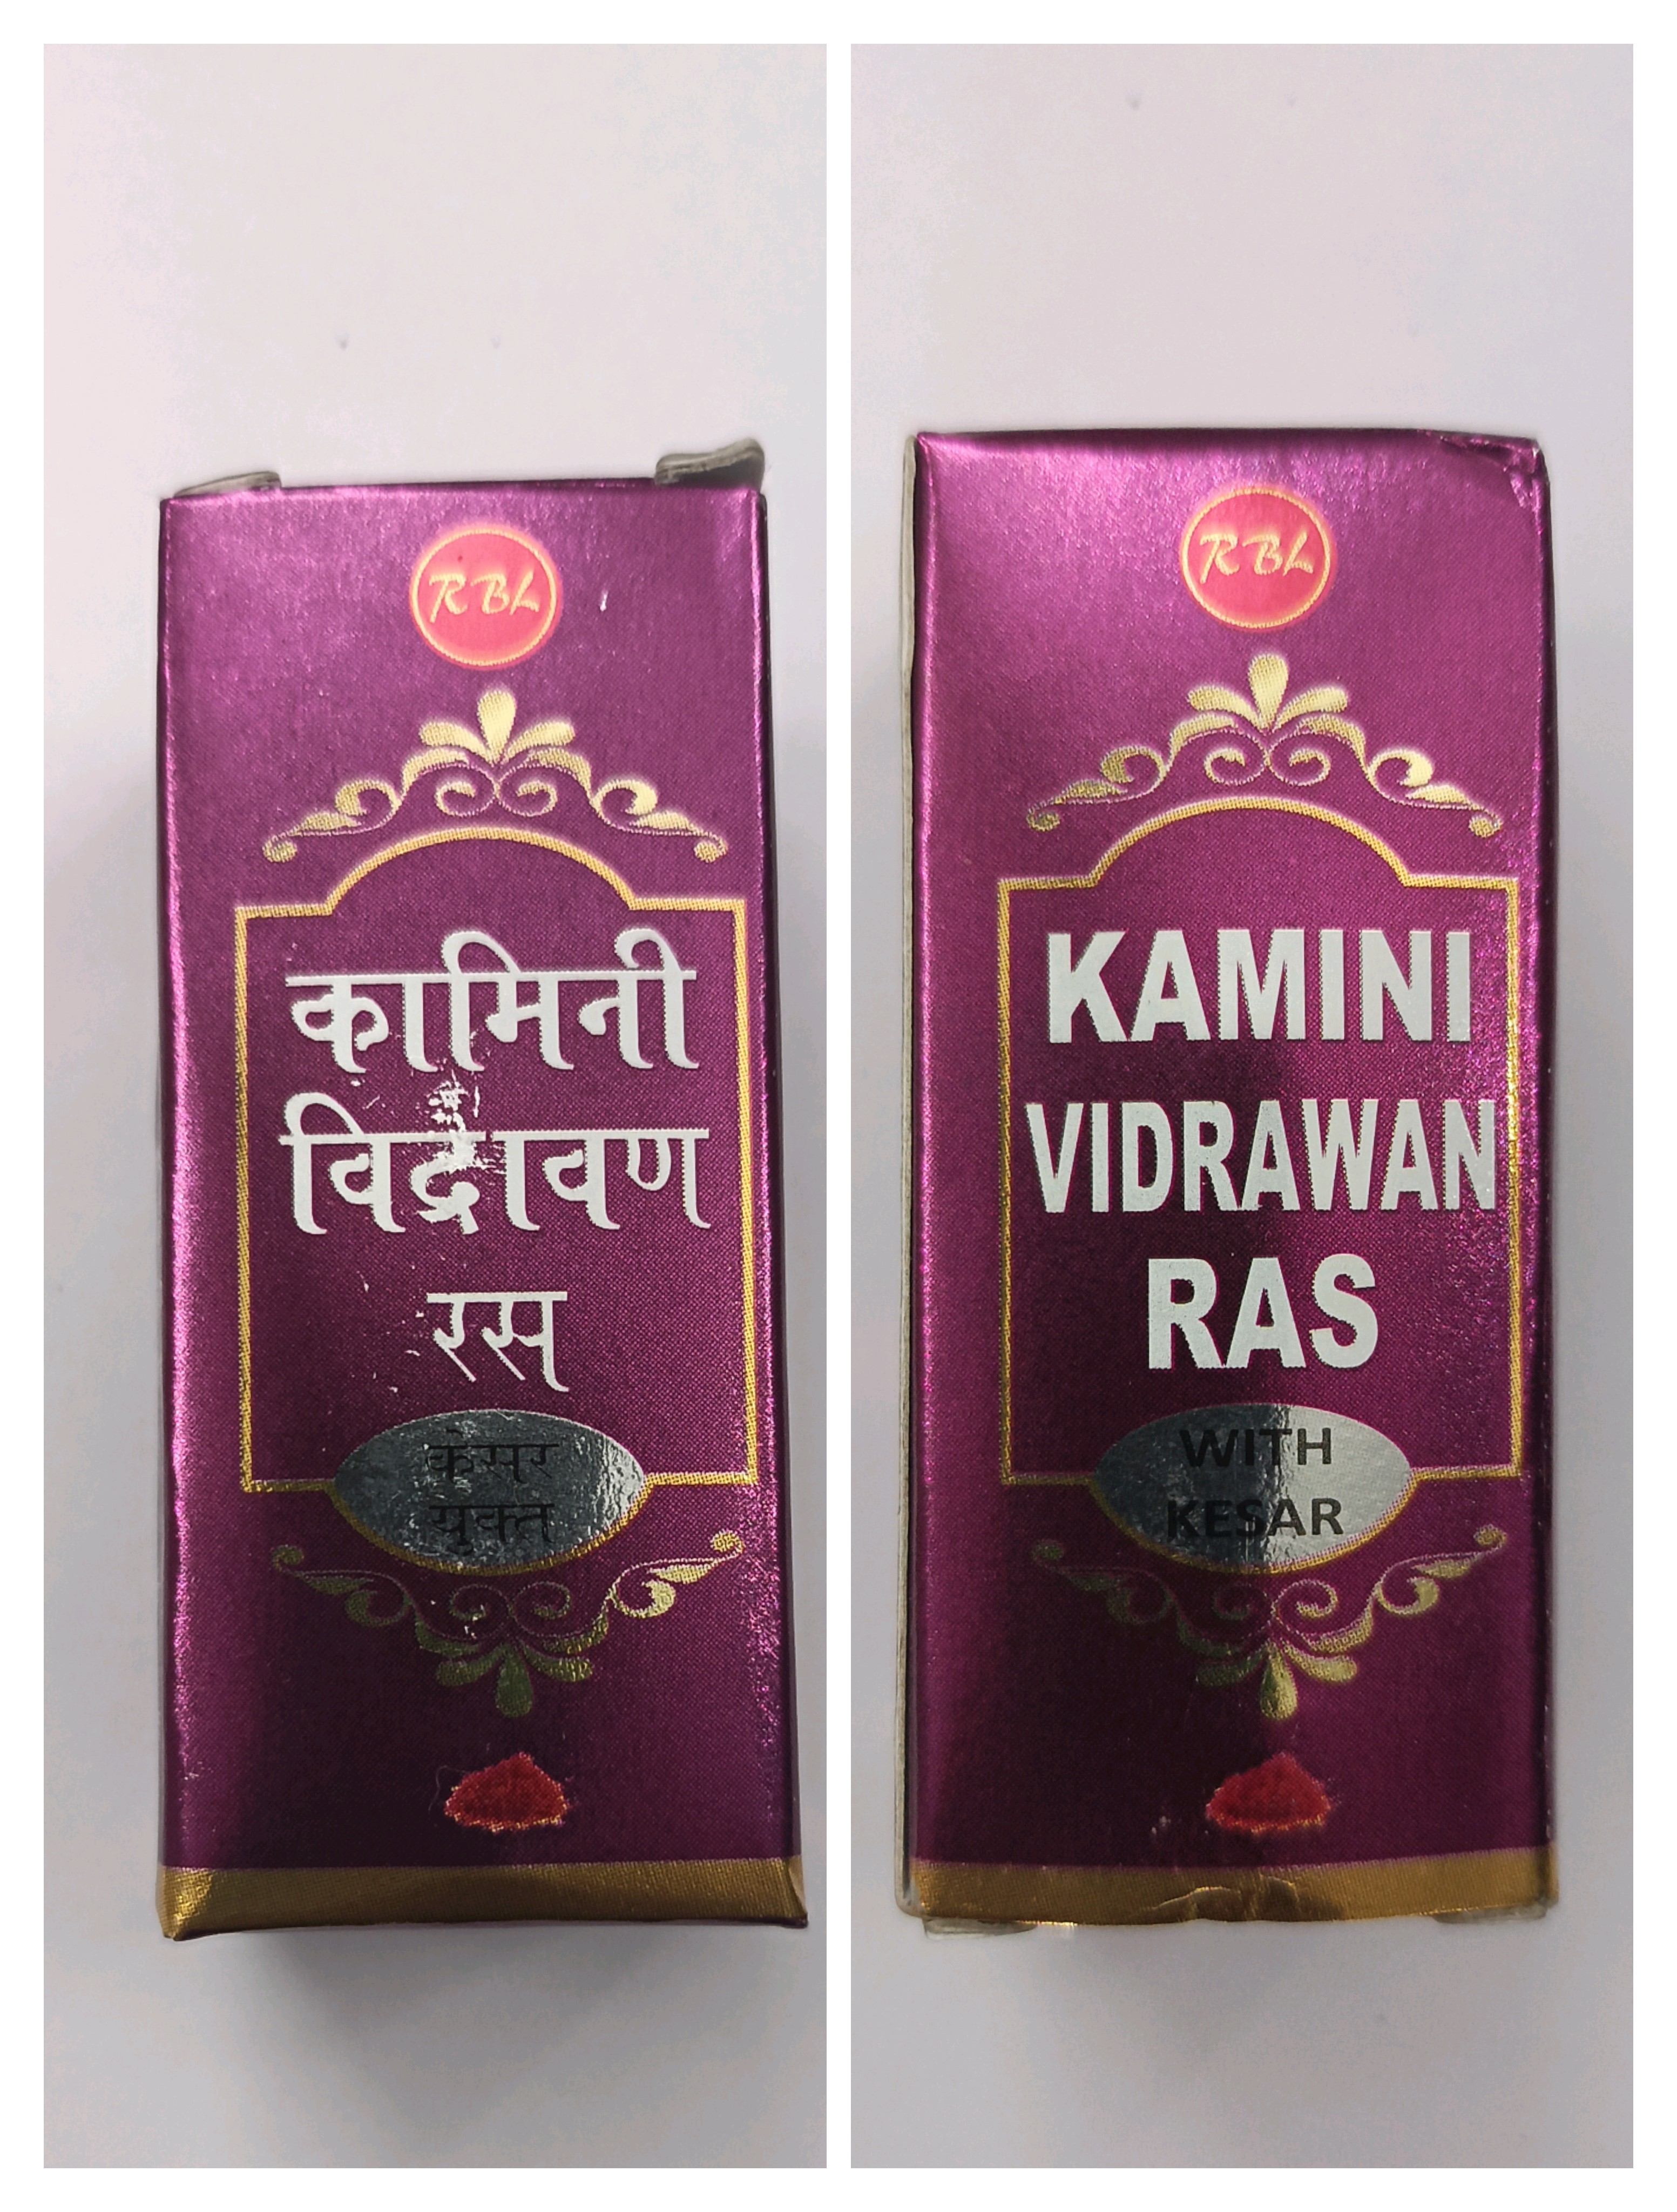 RBL
कामिनी
विद्रावण
रस
केसर
युक्त
RBL
KAMINI
VIDRAWAN
RAS
WITH
KESAR